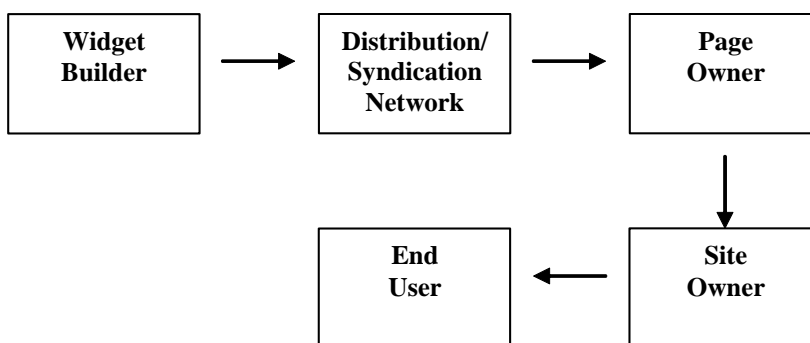 Widget
Builder
Distribution/
Syndication
Network
Page
Owner
End
User
Site
Owner